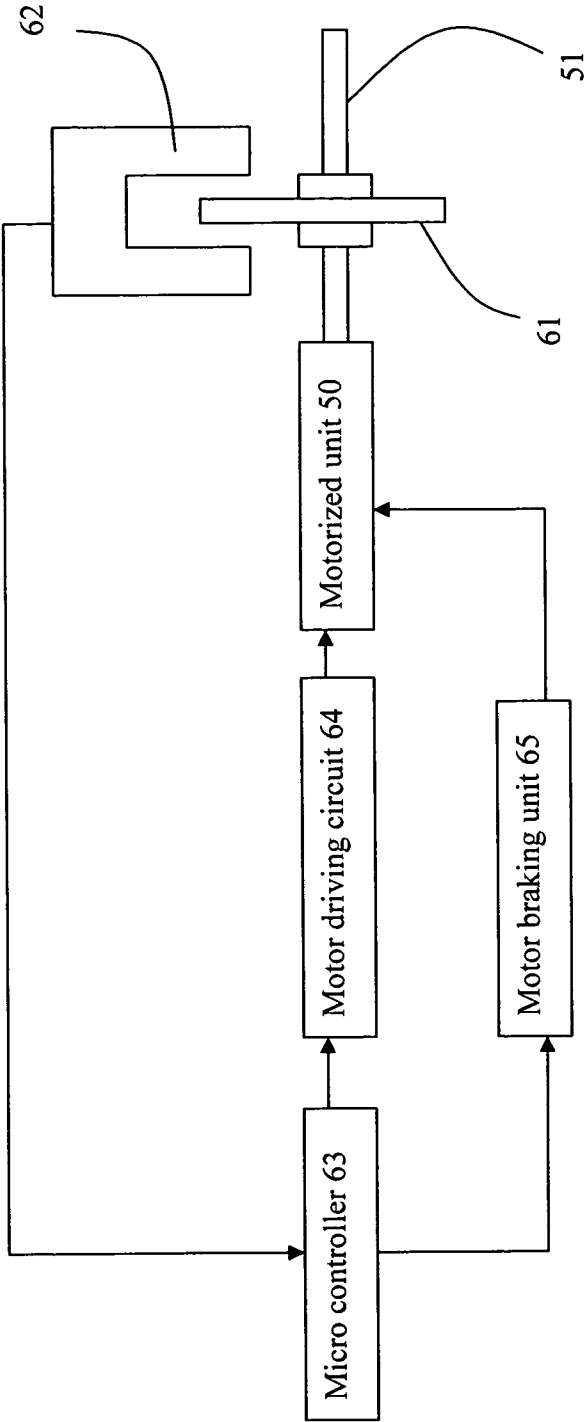 62
51
61
Motorized unit 50
Motor driving circuit 64
Motor braking unit 65
Micro controller 63